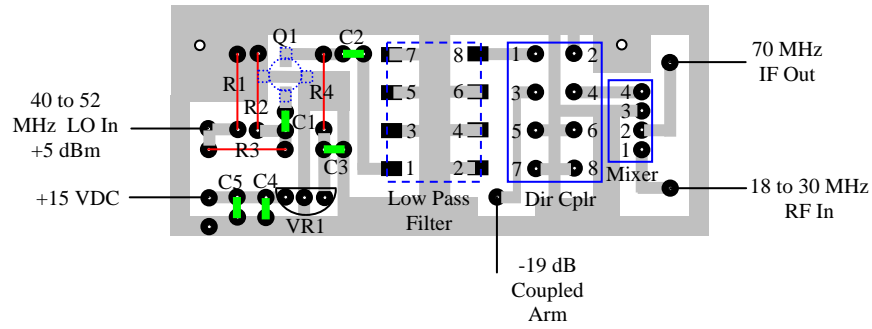 Q1
C2
R1
R2
R4
C1
R3
C3
C5
C4
VR1
7 8
5 6
3 4
1 2
Low Pass
Filter
1 2
3 4
5 6
7 8
Dir Cplr
4
3
2
1
Mixer
40 to 52
MHz LO In
+5 dBm
+15 VDC
70 MHz
IF Out
18 to 30 MHz
RF In
-19 dB
Coupled
Arm